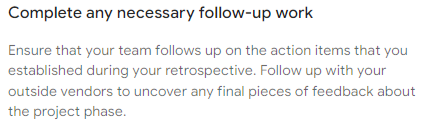 Complete any necessary follow-up work
Ensure that your team follows up on the action items that you
established during your retrospective. Follow up with your
outside vendors to uncover any final pieces of feedback about
the project phase.